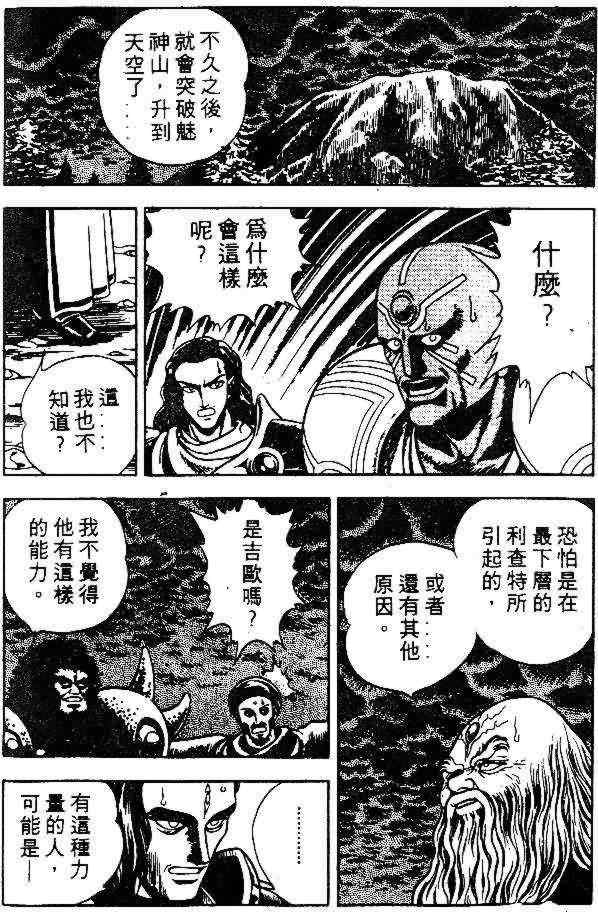 不久之後，
就會突破魅
神山，升到
天空了……
什麼？
爲什麼
會這樣
呢？
這……
我也不
知道？
恐怕是在
最下層的
利查特所
引起的，
或者……
還有其他
原因。
是吉歐嗎？
我不覺得
他有這樣
的能力。
………
有這種力
量的人，
可能是—